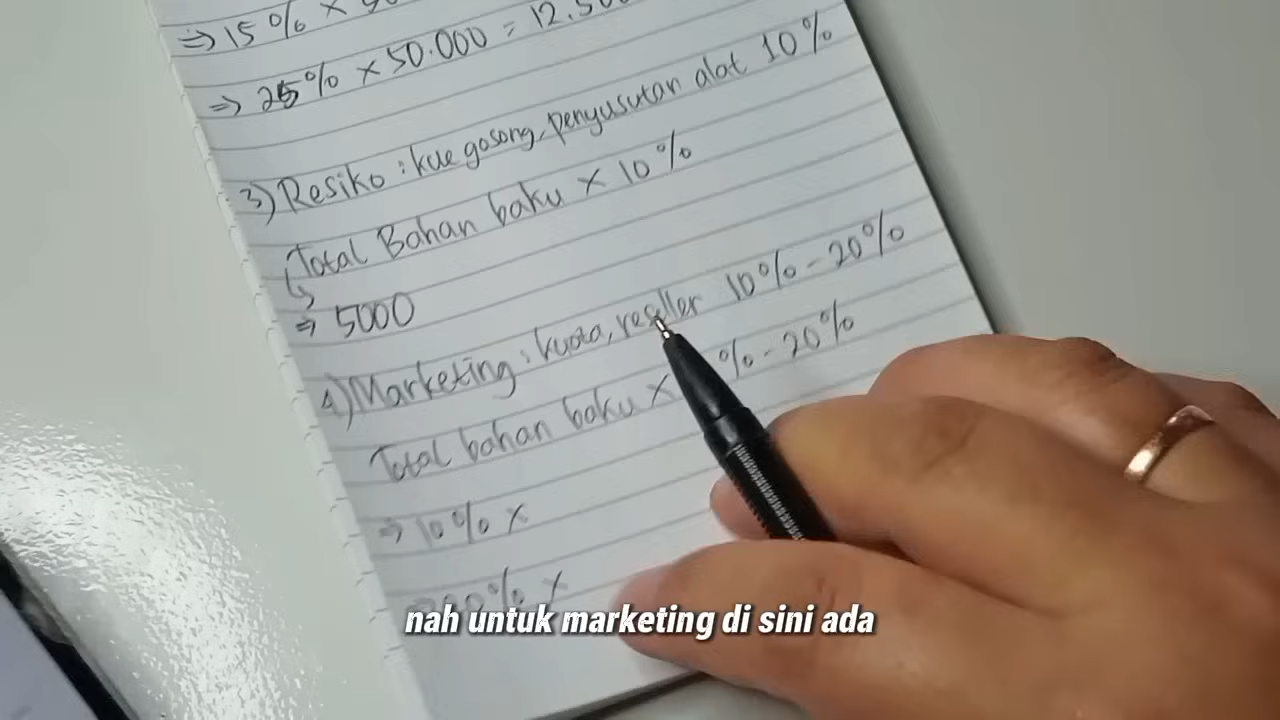 ⇒ 15% x
⇒ 25% x 50.000 = 12.500
3) Resiko : kue gosong, penyusutan alat 10%
Total Bahan baku x 10%
⇒ 5000
4) Marketing : kuota, reseller 10% - 20%
Total bahan baku x % - 20%
⇒ 10% x
nah untuk marketing di sini ada